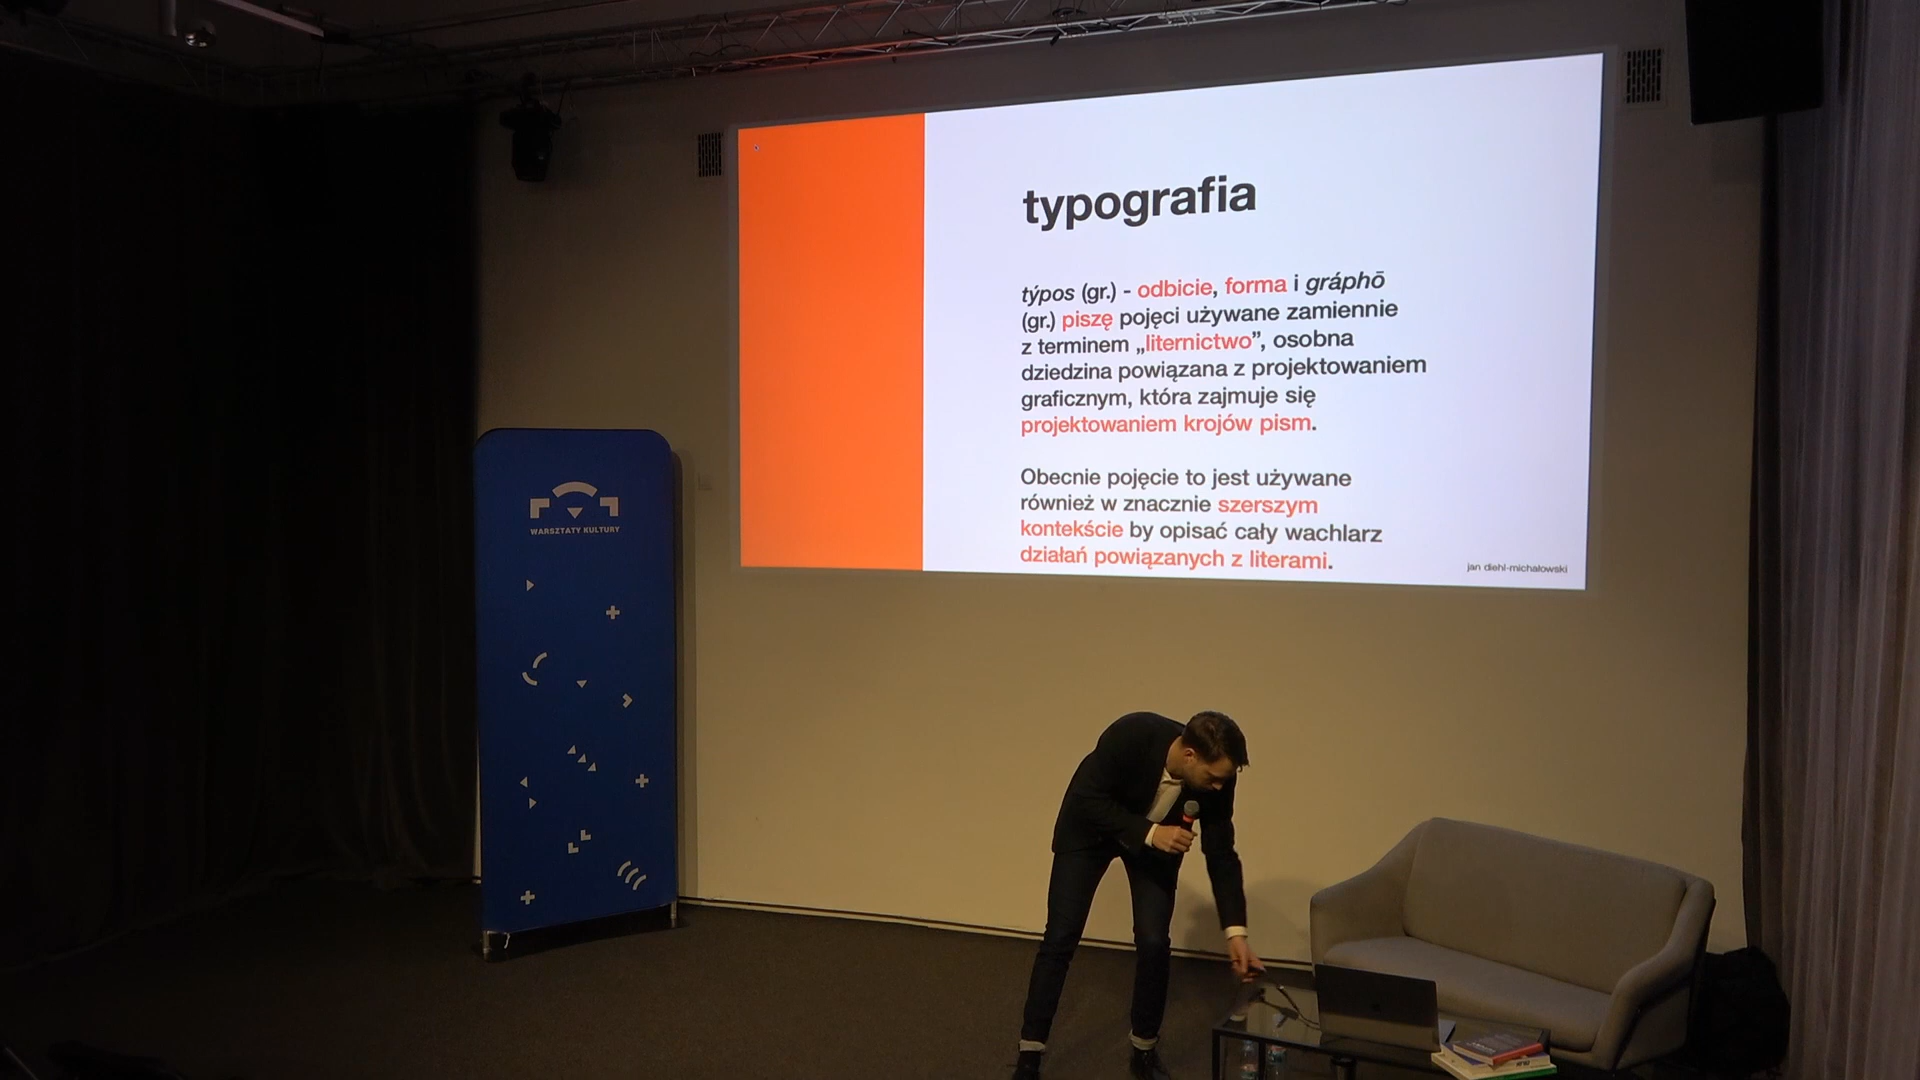 typografia
týpos (gr.) - odbicie, forma i gráphō
(gr.) piszę pojęci używane zamiennie
z terminem „liternictwo”, osobna
dziedzina powiązana z projektowaniem
graficznym, która zajmuje się
projektowaniem krojów pism.
Obecnie pojęcie to jest używane
również w znacznie szerszym
kontekście by opisać cały wachlarz
działań powiązanych z literami.
jan diehl-michałowski
WARSZTATY KULTURY